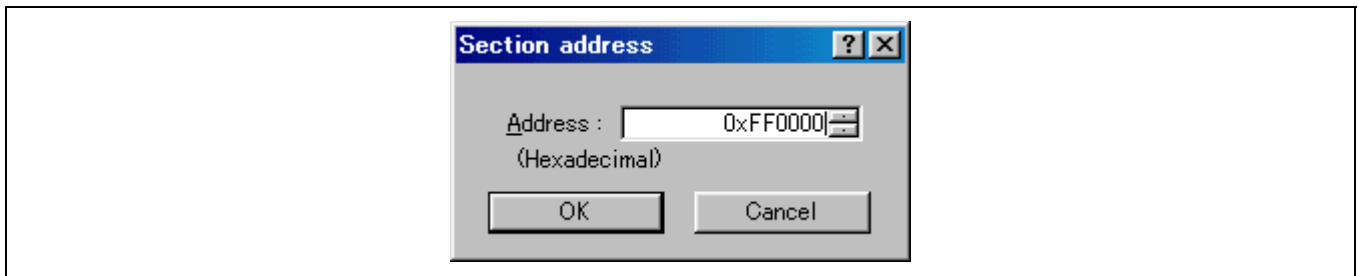 Section address
Address : 0xFF0000
(Hexadecimal)
OK Cancel